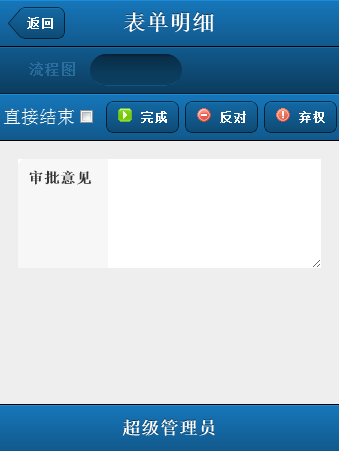 返回
表单明细
流程图
直接结束 完成 反对 弃权
审批意见
超级管理员